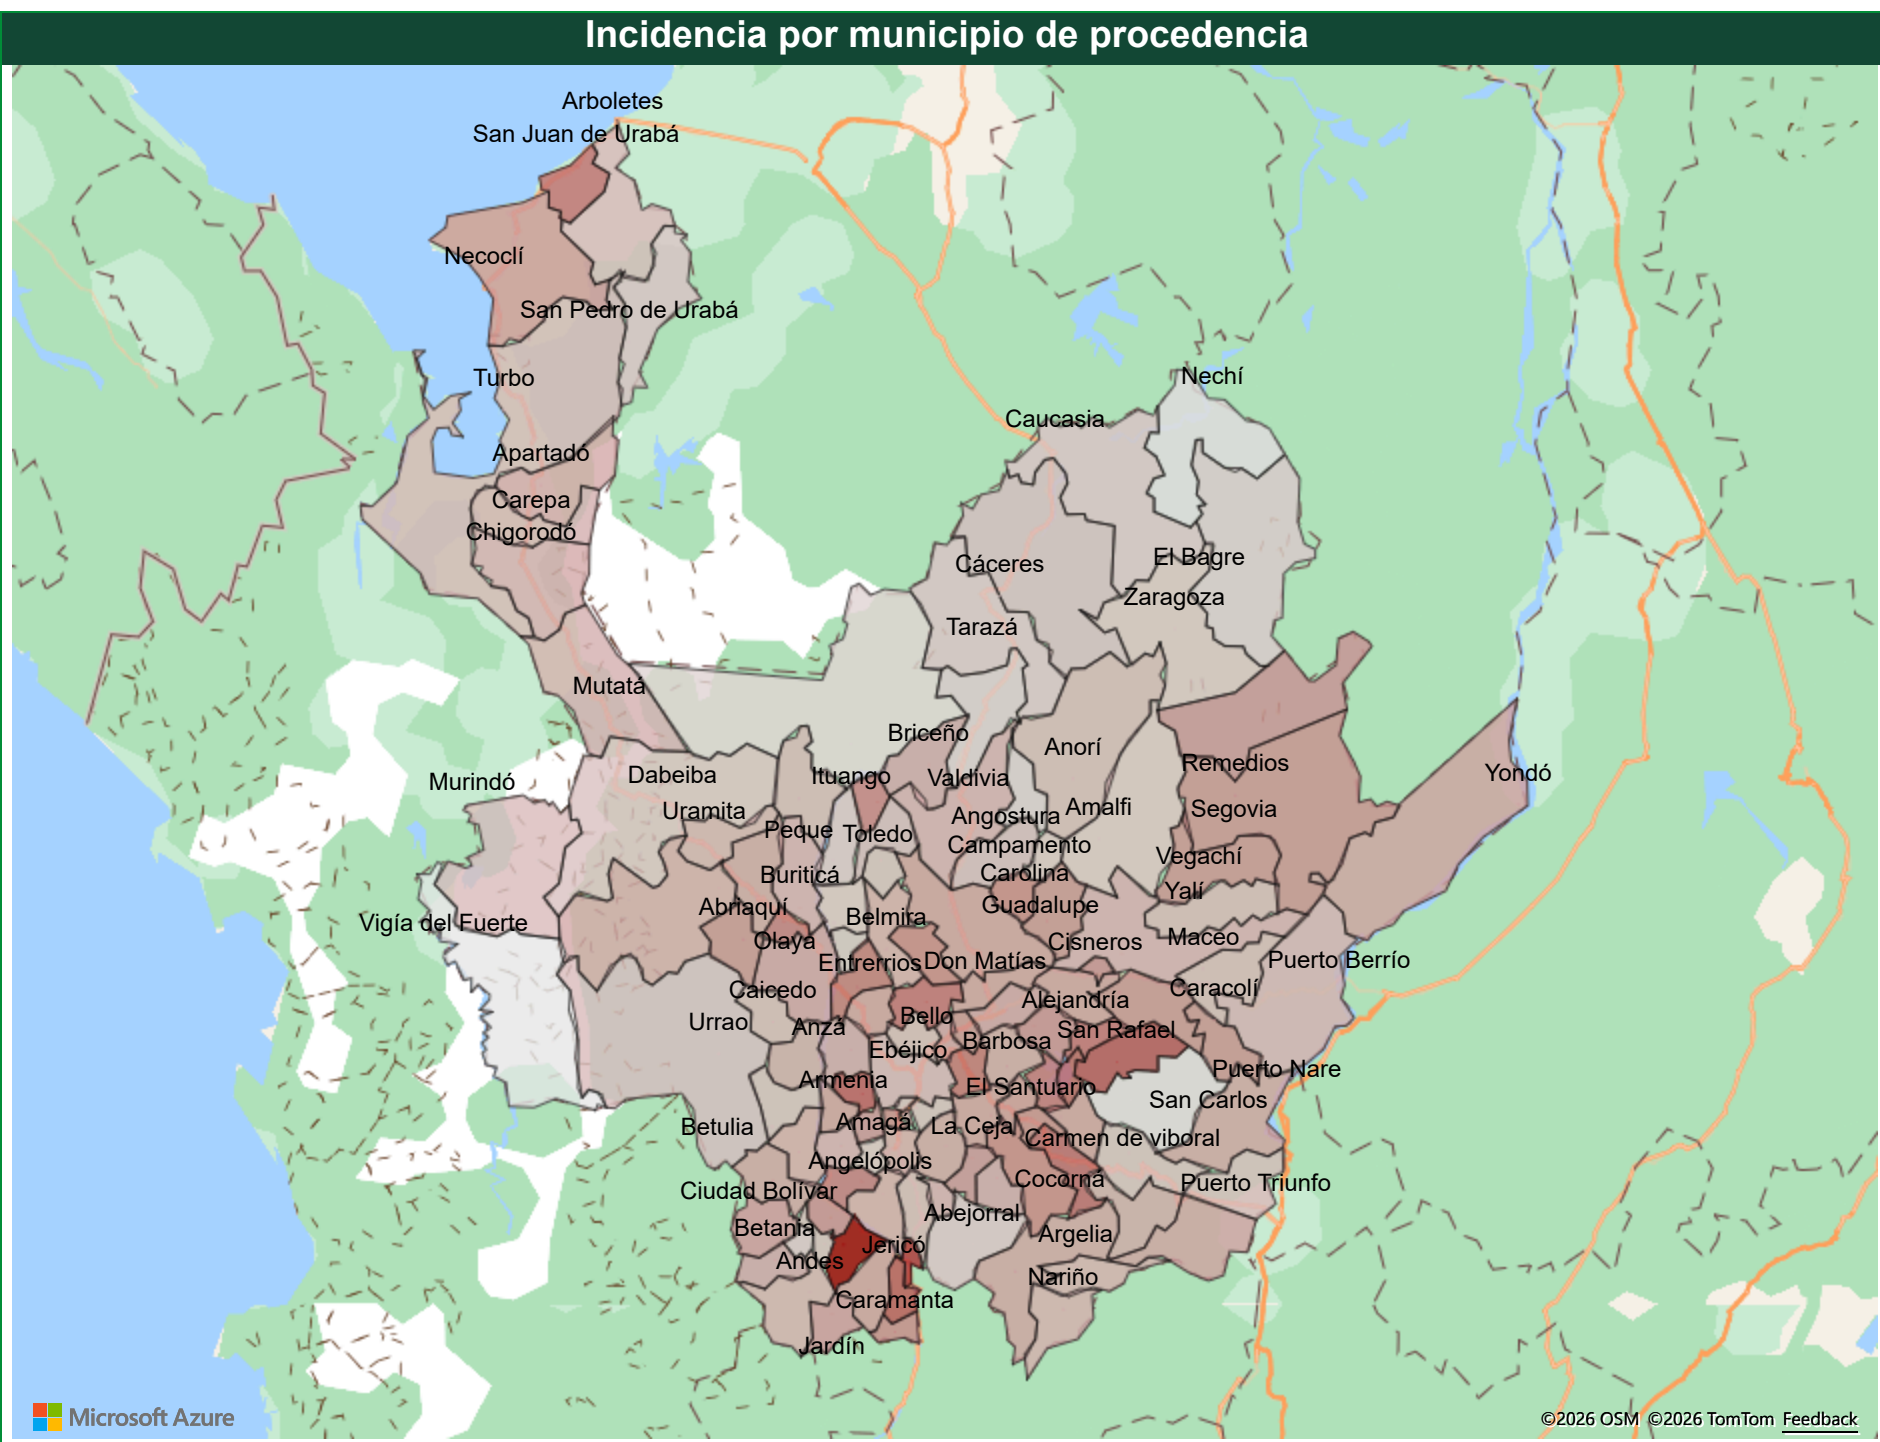 Incidencia por municipio de procedencia
Arboletes
San Juan de Urabá
Necoclí
San Pedro de Urabá
Turbo
Nechí
Caucasia
Apartadó
Carepa
Chigorodó
Cáceres
El Bagre
Zaragoza
Tarazá
Mutatá
Briceño
Anorí
Remedios
Yondó
Murindó
Dabeiba
Ituango
Valdivia
Uramita
Angostura
Amalfi
Segovia
Peque
Toledo
Campamento
Vegachí
Buriticá
Carolina
Yalí
Abriaquí
Belmira
Guadalupe
Vigía del Fuerte
Olaya
Cisneros
Maceo
Entrerrios
Don Matías
Puerto Berrío
Caicedo
Alejandría
Caracolí
Urrao
Anzá
Bello
San Rafael
Ebéjico
Barbosa
Puerto Nare
Armenia
El Santuario
San Carlos
Betulia
Amagá
La Ceja
Carmen de viboral
Angelópolis
Ciudad Bolívar
Cocorná
Puerto Triunfo
Abejorral
Betania
Argelia
Jericó
Andes
Nariño
Caramanta
Jardín
Microsoft Azure
©2026 OSM ©2026 TomTom Feedback